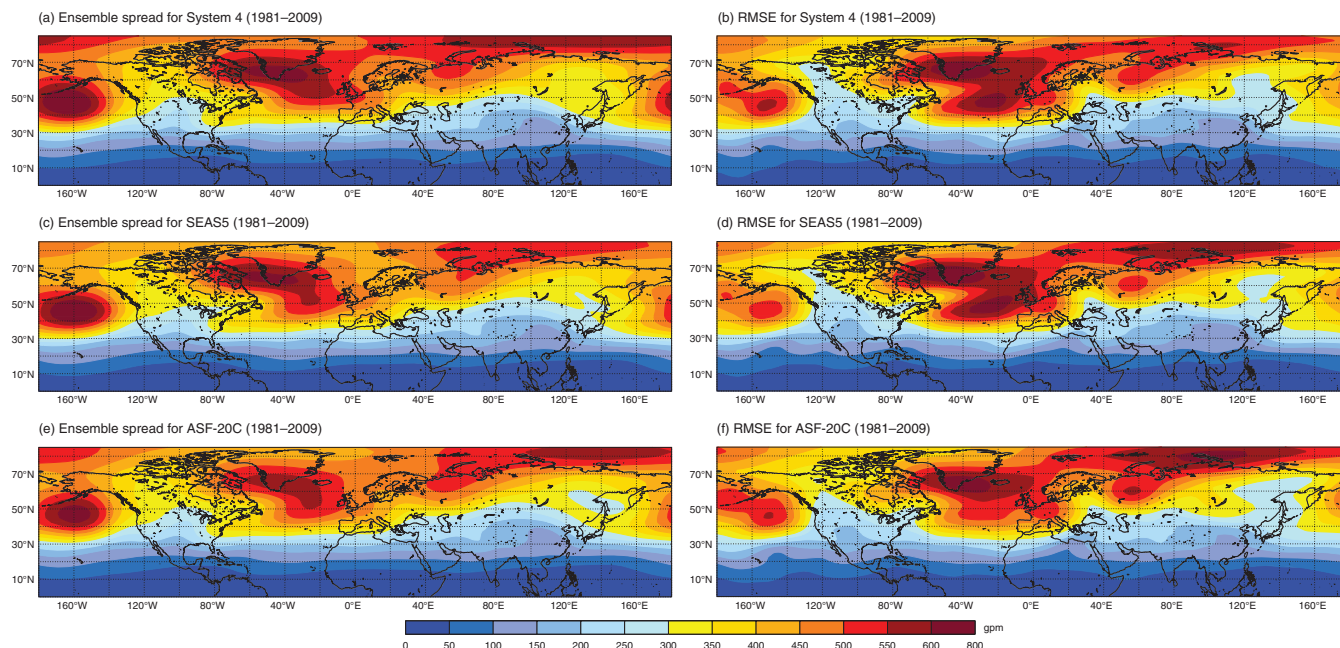 (a) Ensemble spread for System 4 (1981–2009)
(b) RMSE for System 4 (1981–2009)
70°N
50°N
30°N
10°N
160°W 120°W 80°W 40°W 0°E 40°E 80°E 120°E 160°E
70°N
50°N
30°N
10°N
160°W 120°W 80°W 40°W 0°E 40°E 80°E 120°E 160°E
(c) Ensemble spread for SEAS5 (1981–2009)
(d) RMSE for SEAS5 (1981–2009)
70°N
50°N
30°N
10°N
160°W 120°W 80°W 40°W 0°E 40°E 80°E 120°E 160°E
70°N
50°N
30°N
10°N
160°W 120°W 80°W 40°W 0°E 40°E 80°E 120°E 160°E
(e) Ensemble spread for ASF-20C (1981–2009)
(f) RMSE for ASF-20C (1981–2009)
70°N
50°N
30°N
10°N
160°W 120°W 80°W 40°W 0°E 40°E 80°E 120°E 160°E
70°N
50°N
30°N
10°N
160°W 120°W 80°W 40°W 0°E 40°E 80°E 120°E 160°E
gpm
0 50 100 150 200 250 300 350 400 450 500 550 600 800